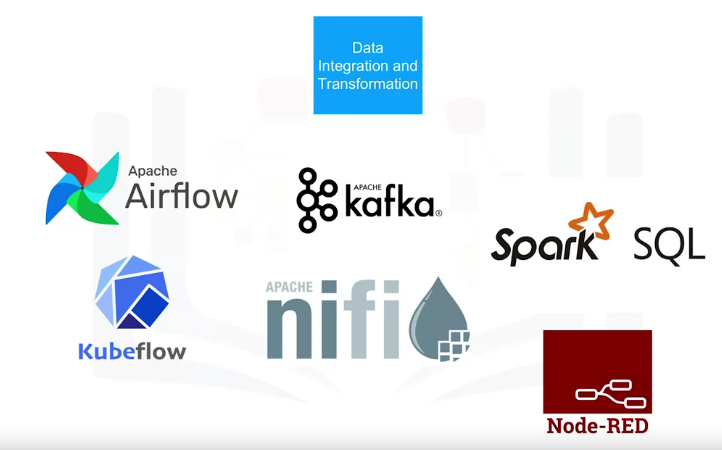 Data
Integration and
Transformation
Apache
Airflow
APACHE
kafka®
Spark SQL
Kubeflow
APACHE
nifi
Node-RED